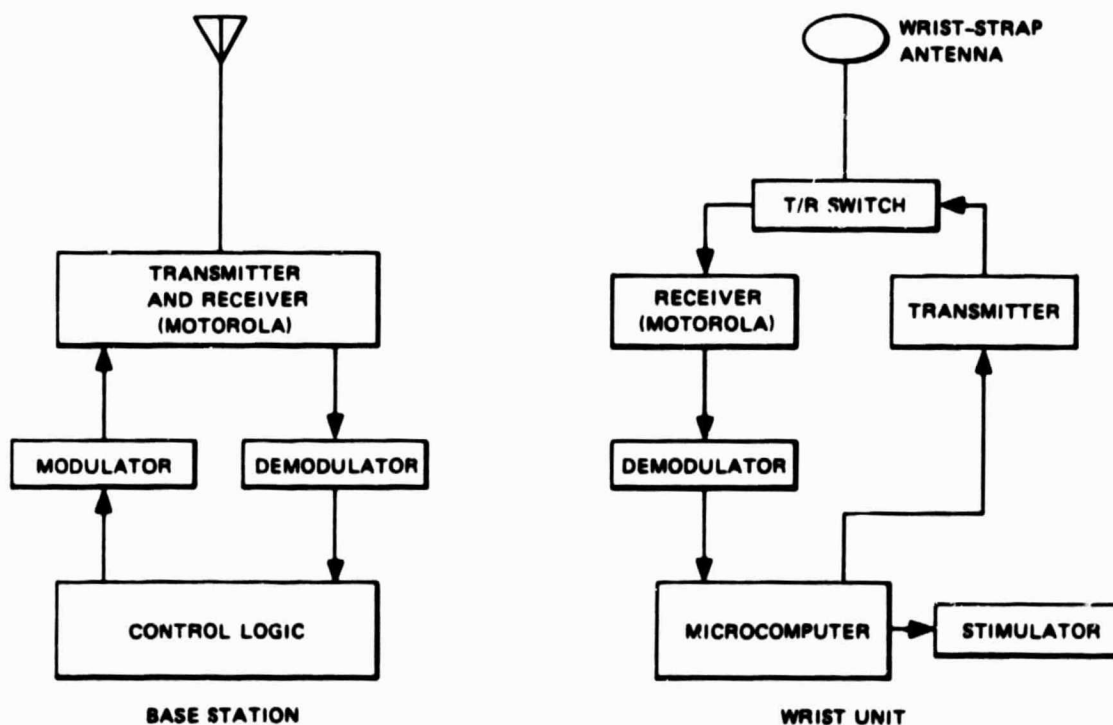 TRANSMITTER
AND RECEIVER
(MOTOROLA)
MODULATOR
DEMODULATOR
CONTROL LOGIC
BASE STATION
WRIST-STRAP
ANTENNA
T/R SWITCH
RECEIVER
(MOTOROLA)
TRANSMITTER
DEMODULATOR
MICROCOMPUTER
STIMULATOR
WRIST UNIT